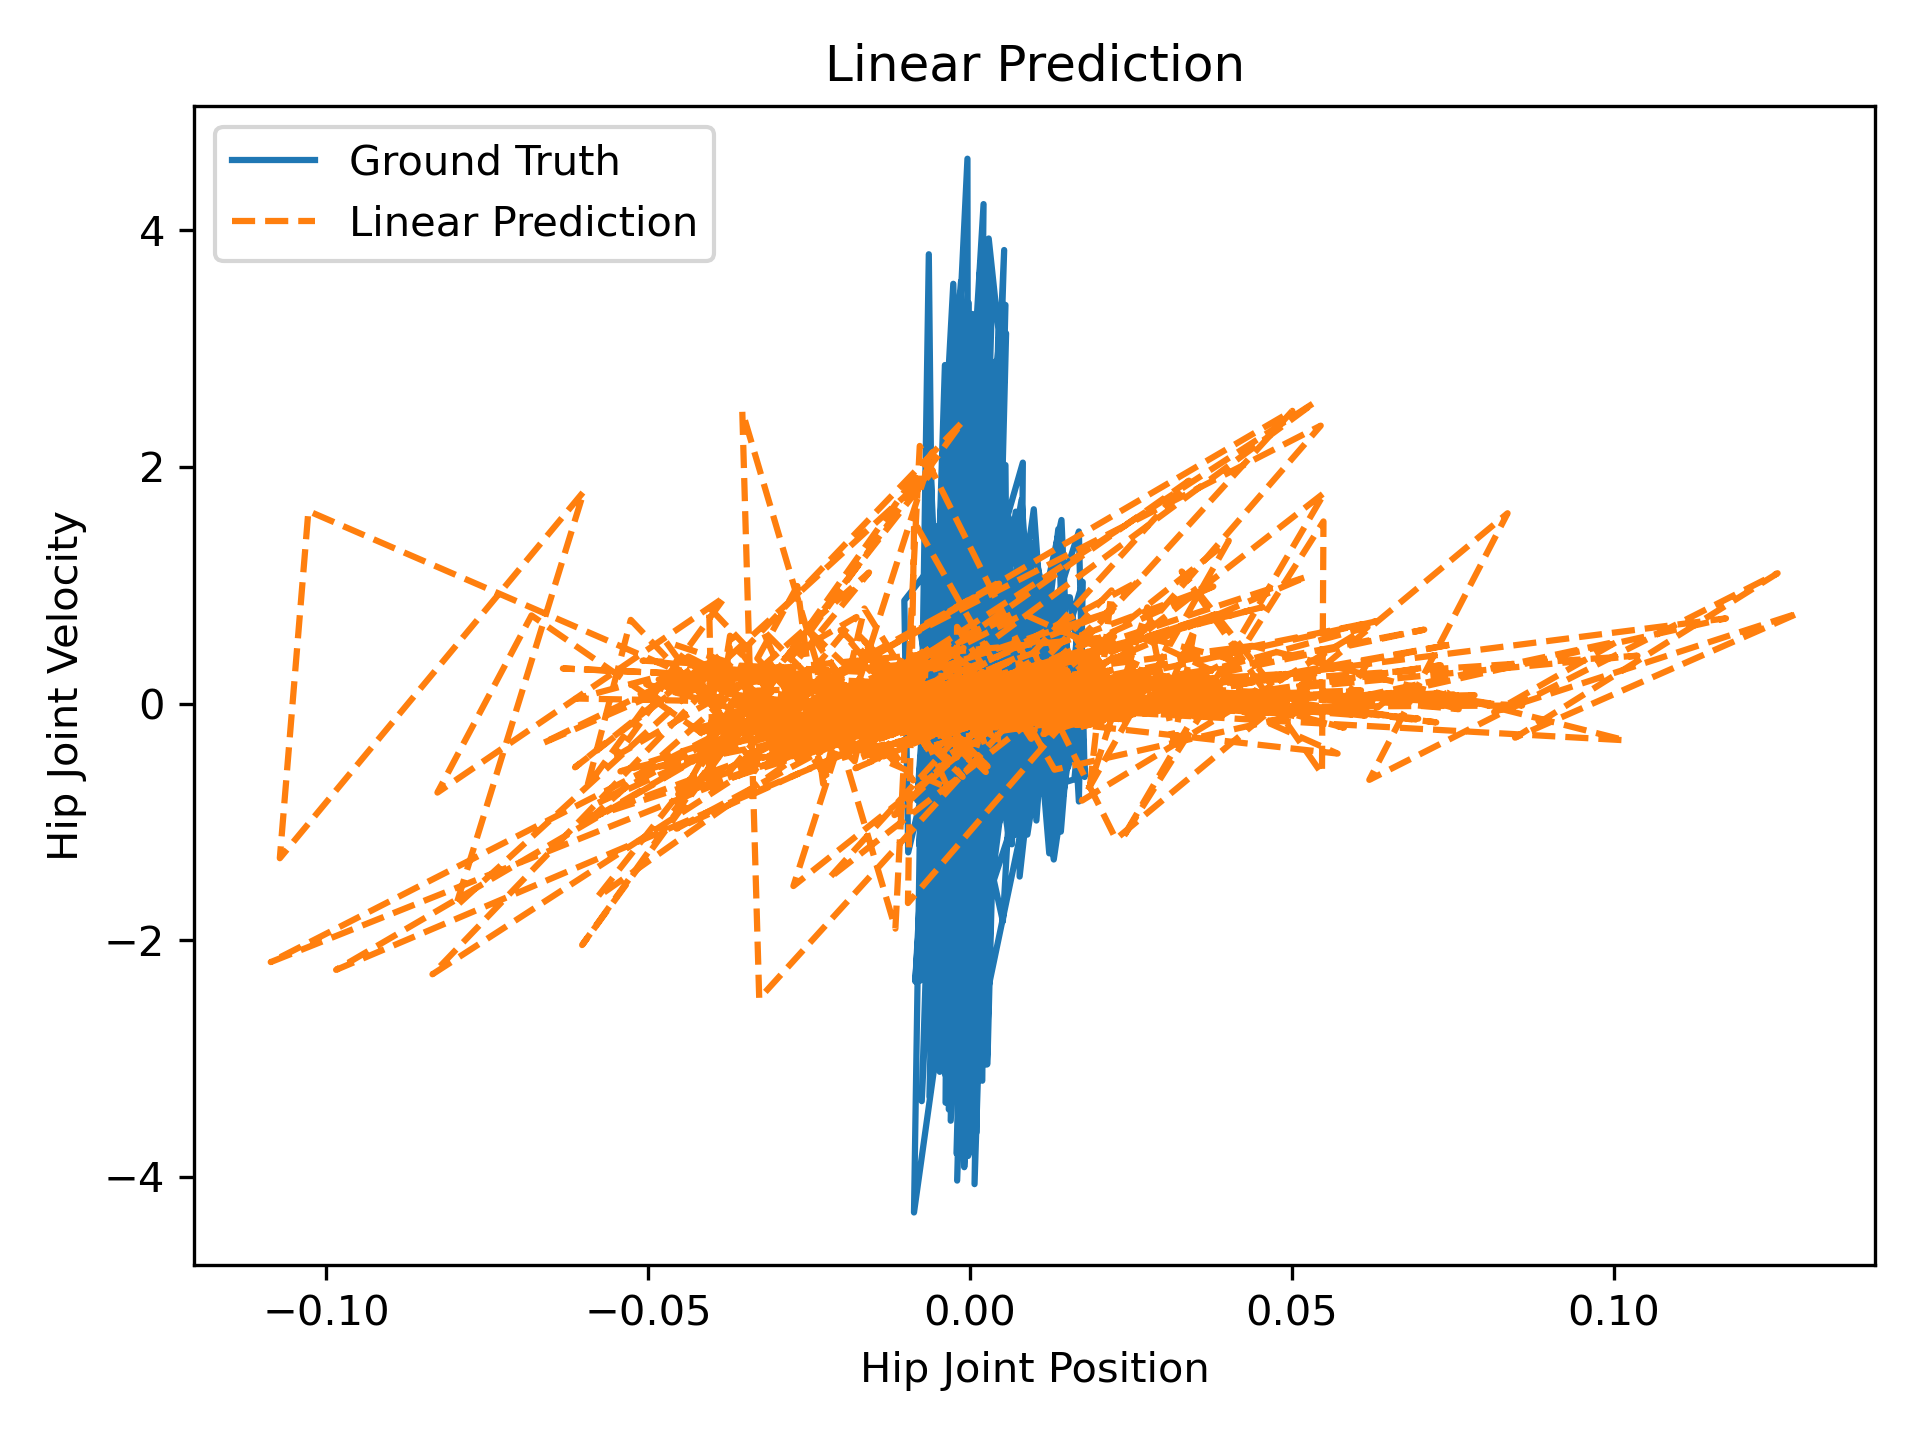 Linear Prediction
Ground Truth
Linear Prediction
4
2
0
−2
−4
Hip Joint Velocity
−0.10
−0.05
0.00
0.05
0.10
Hip Joint Position